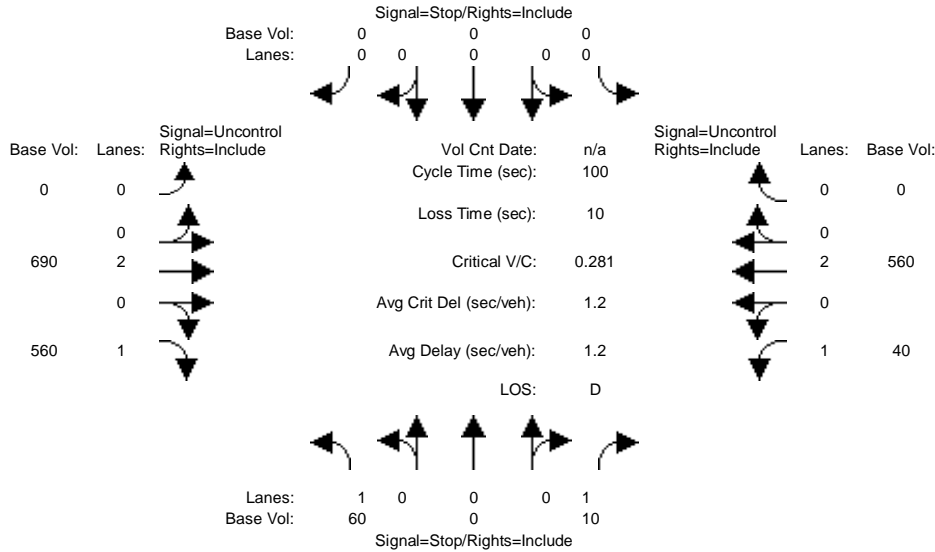 Signal=Stop/Rights=Include
Base Vol: 0 0 0
Lanes: 0 0 0 0 0
Signal=Uncontrol Signal=Uncontrol
Base Vol: Lanes: Rights=Include Vol Cnt Date: n/a Rights=Include Lanes: Base Vol:
Cycle Time (sec): 100
0 0 0 0
Loss Time (sec): 10
0 0
690 2 Critical V/C: 0.281 2 560
0 Avg Crit Del (sec/veh): 1.2 0
560 1 Avg Delay (sec/veh): 1.2 1 40
LOS: D
Lanes: 1 0 0 0 1
Base Vol: 60 0 10
Signal=Stop/Rights=Include